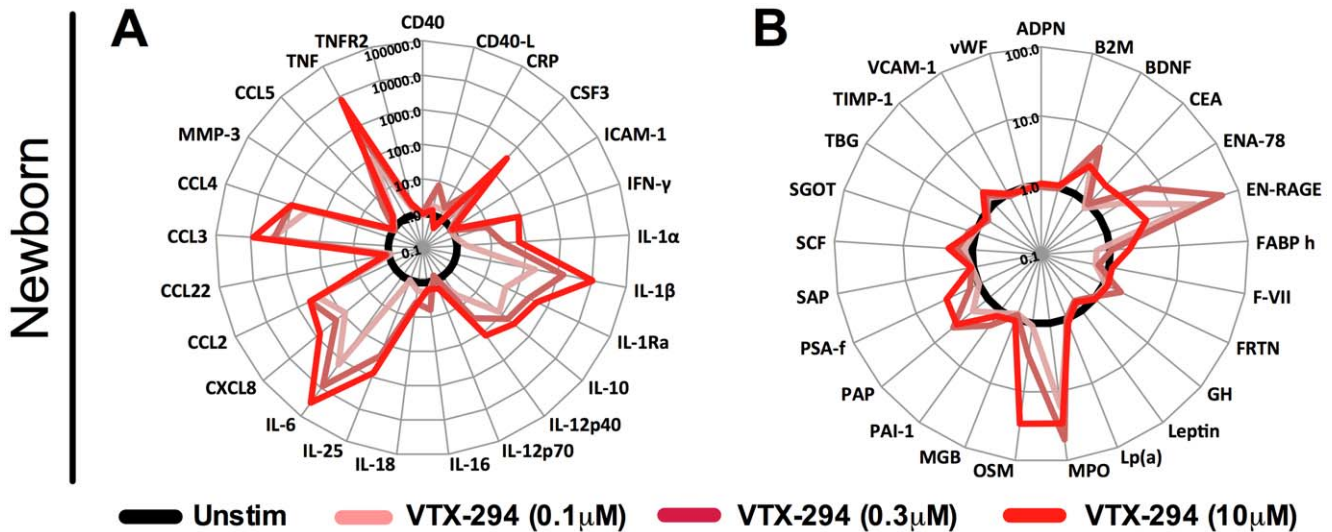 Newborn
A
CD40
CD40-L
CRP
CSF3
ICAM-1
IFN-γ
IL-1α
IL-1β
IL-1Ra
IL-10
IL-12p40
IL-12p70
IL-16
IL-18
IL-25
IL-6
CXCL8
CCL2
CCL22
CCL3
CCL4
MMP-3
CCL5
TNF
TNFR2
100000.0
10000.0
1000.0
100.0
10.0
0.1
B
ADPN
B2M
BDNF
CEA
ENA-78
EN-RAGE
FABP h
F-VII
FRTN
GH
Leptin
Lp(a)
MPO
OSM
MGB
PAI-1
PAP
PSA-f
SAP
SCF
SGOT
TBG
TIMP-1
VCAM-1
vWF
100.0
10.0
1.0
0.1
Unstim
VTX-294 (0.1μM)
VTX-294 (0.3μM)
VTX-294 (10μM)